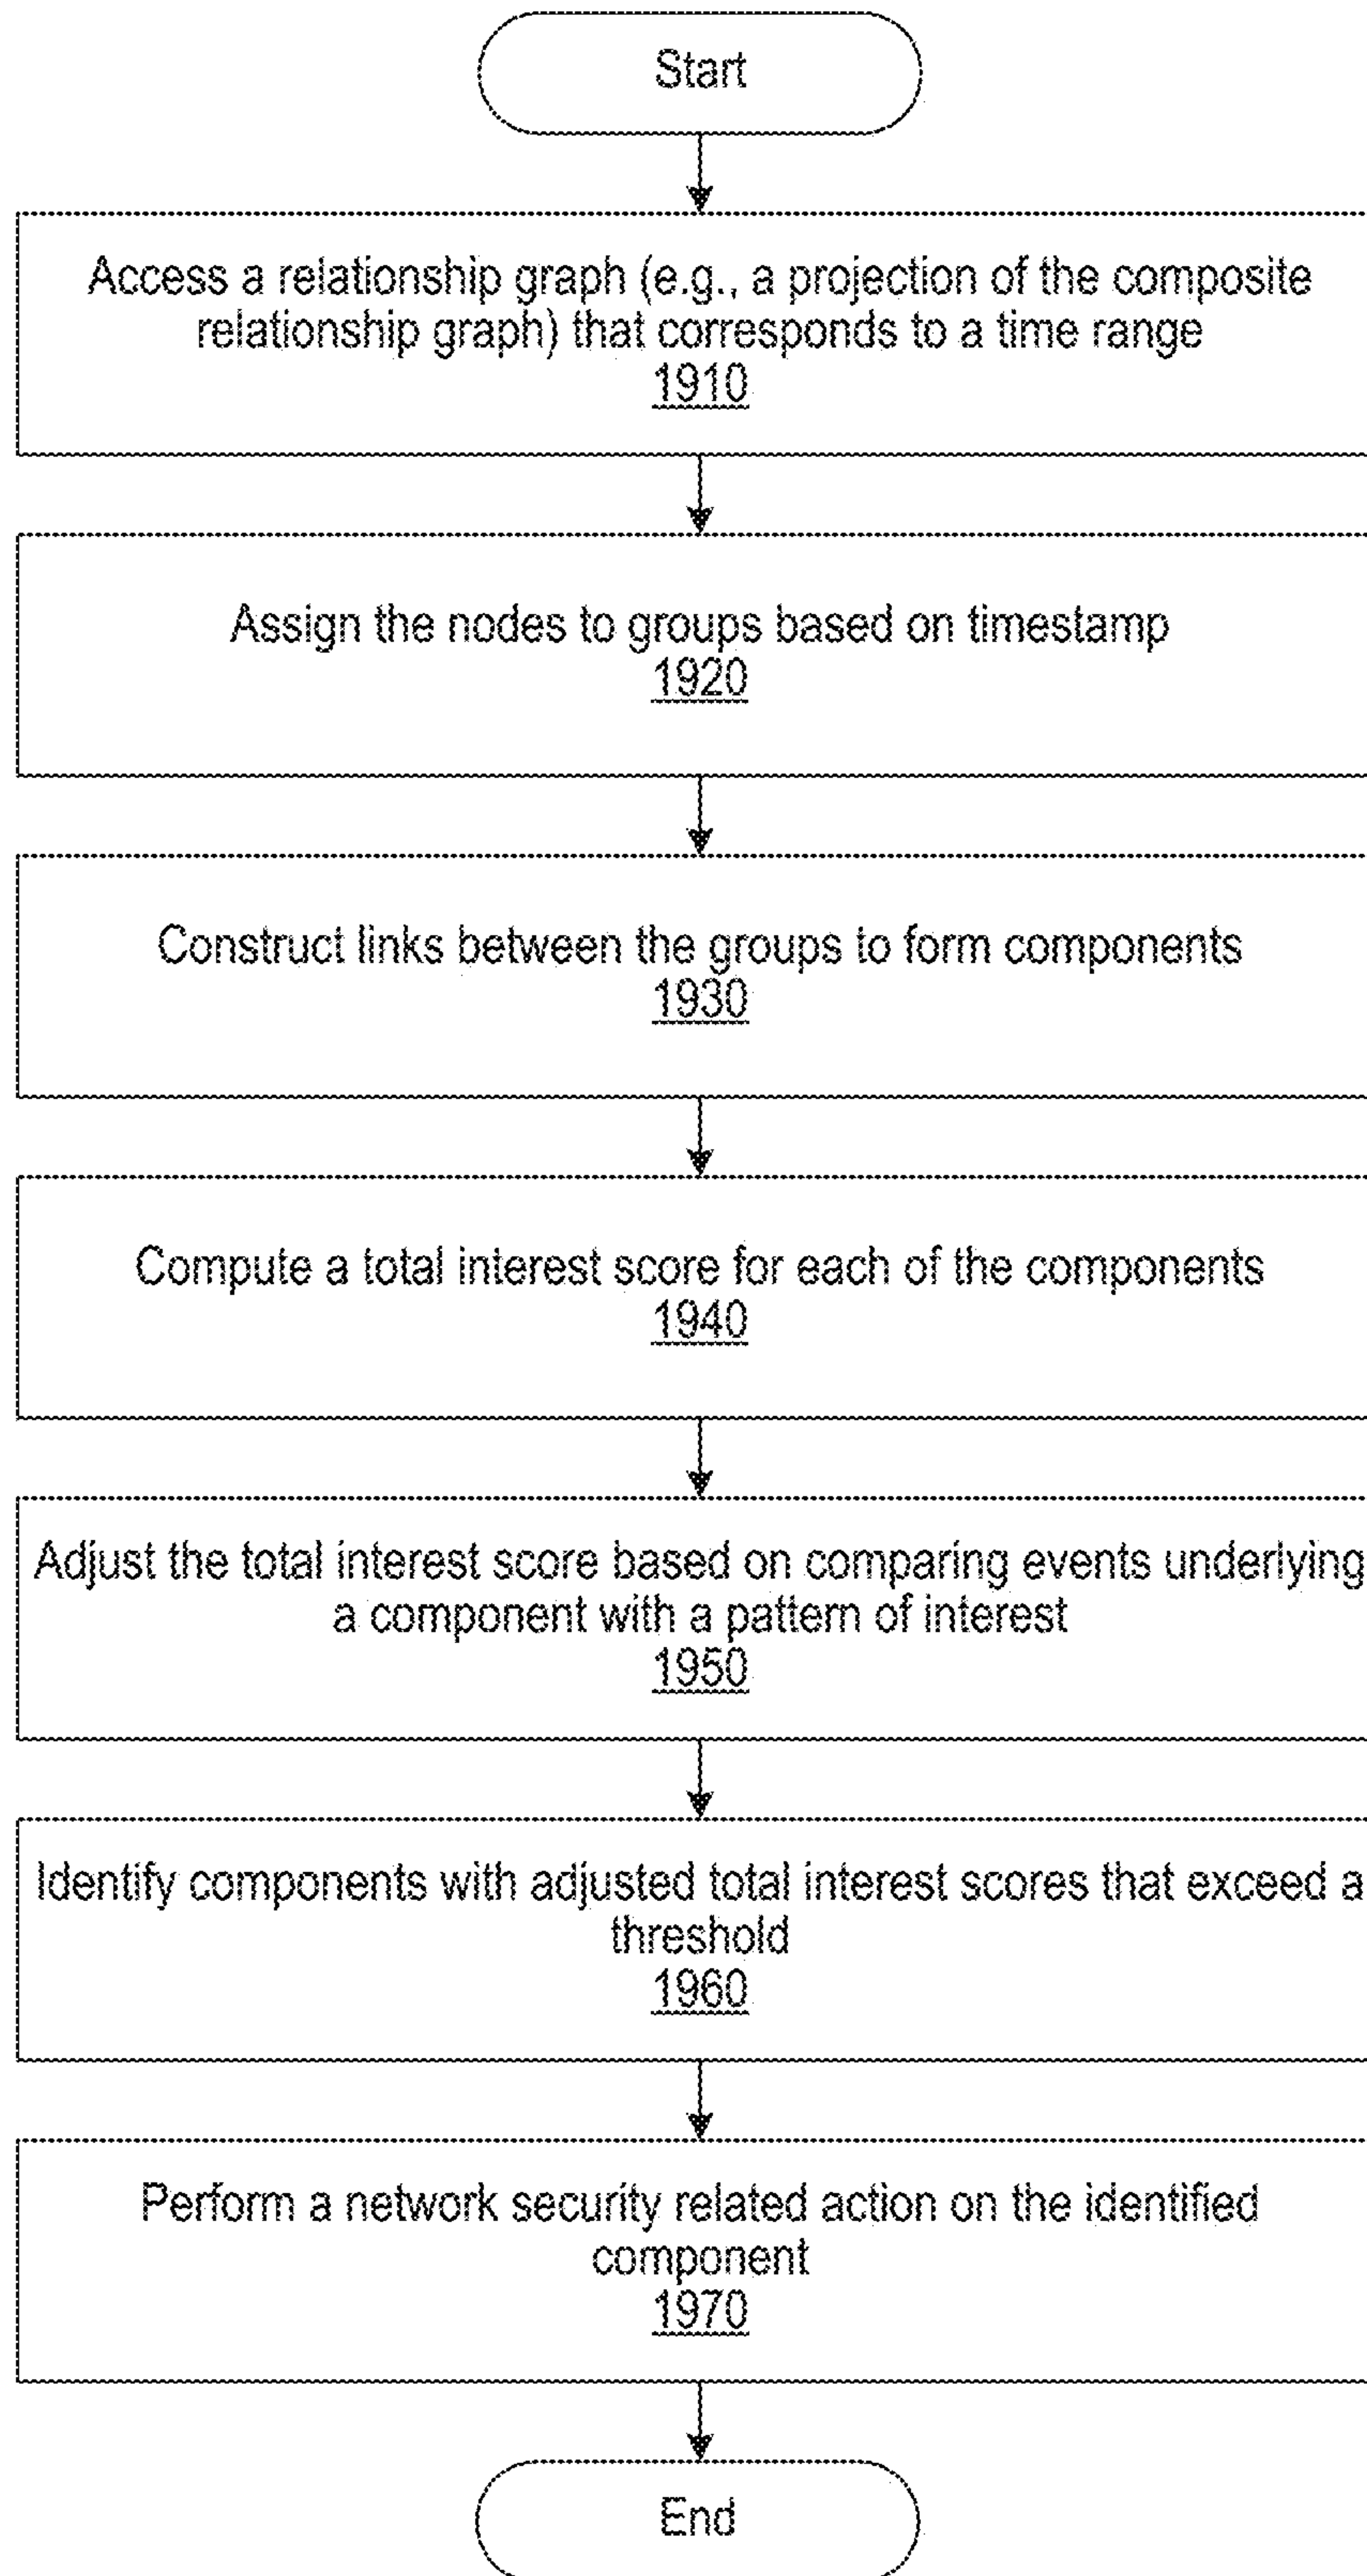 Start
Access a relationship graph (e.g., a projection of the composite
relationship graph) that corresponds to a time range
1910
Assign the nodes to groups based on timestamp
1920
Construct links between the groups to form components
1930
Compute a total interest score for each of the components
1940
Adjust the total interest score based on comparing events underlying
a component with a pattern of interest
1950
Identify components with adjusted total interest scores that exceed a
threshold
1960
Perform a network security related action on the identified
component
1970
End